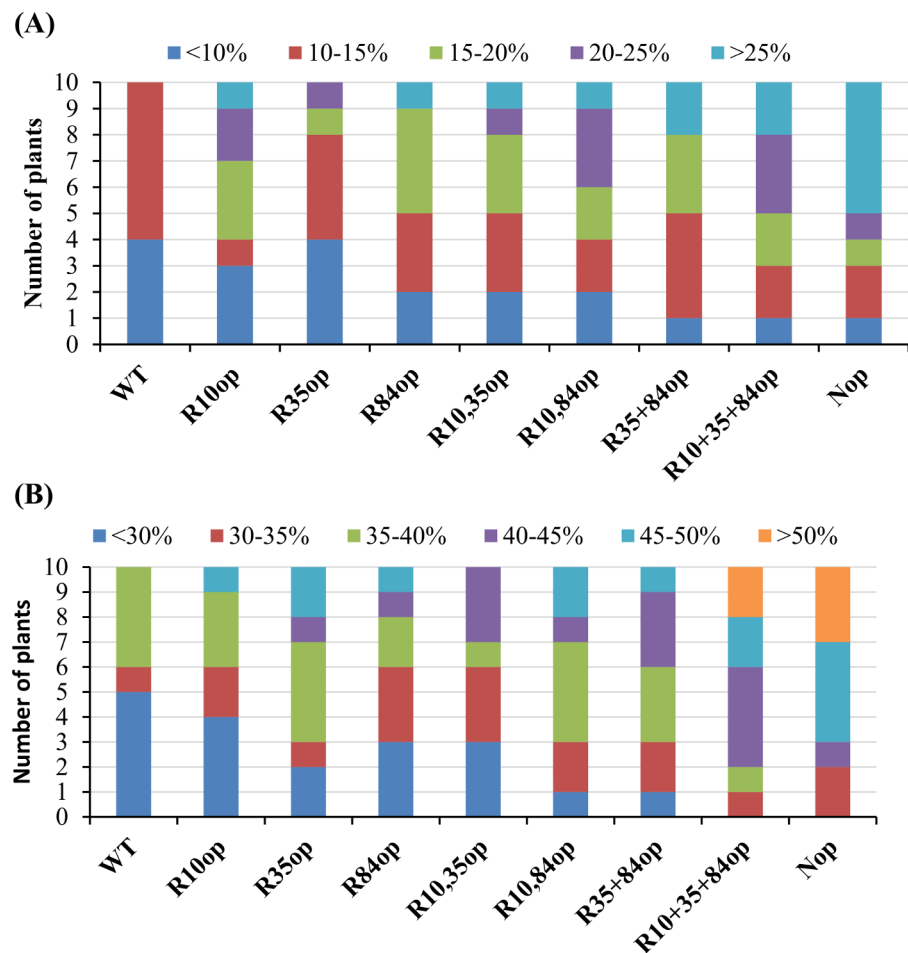 (A)
<10% 10-15% 15-20% 20-25% >25%
Number of plants
10
9
8
7
6
5
4
3
2
1
0
WT R10op R35op R84op R10,35op R10,84op R35+84op R10+35+84op Nop
(B)
<30% 30-35% 35-40% 40-45% 45-50% >50%
Number of plants
10
9
8
7
6
5
4
3
2
1
0
WT R10op R35op R84op R10,35op R10,84op R35+84op R10+35+84op Nop